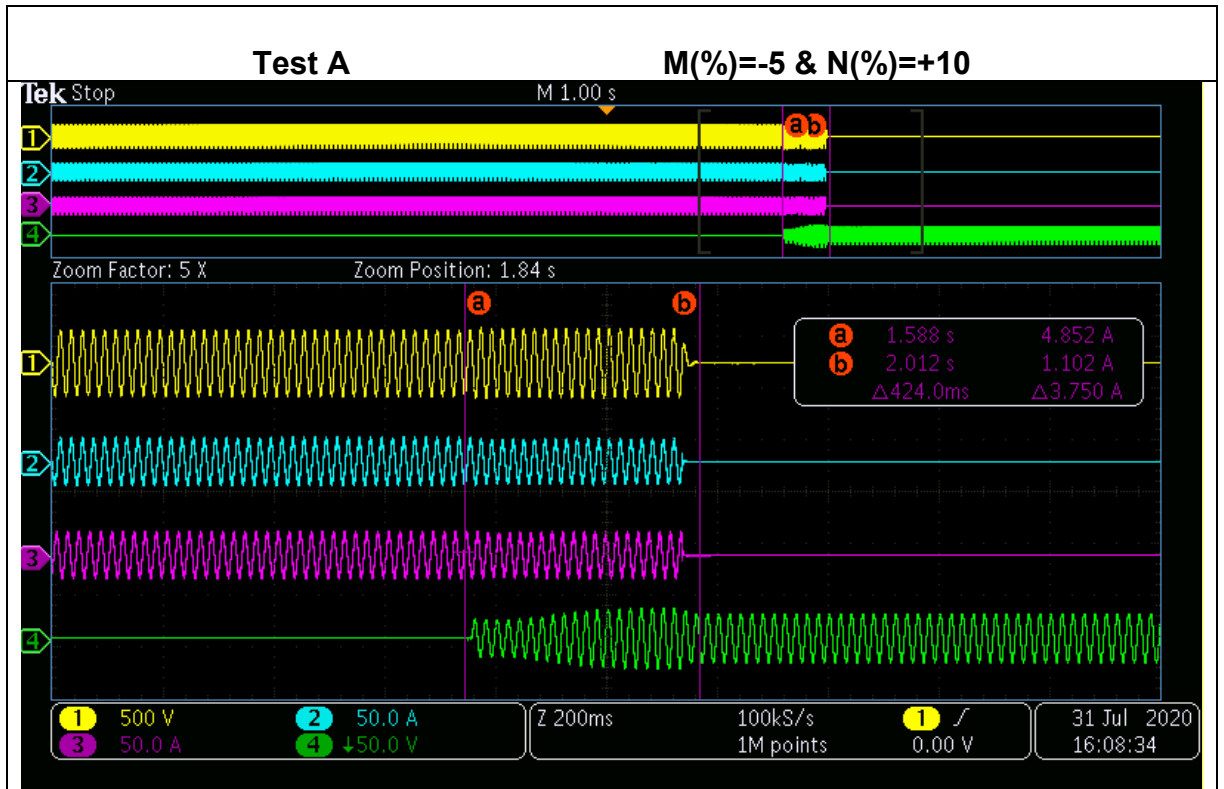 Test A M(%)=-5 & N(%)=+10
Tek Stop M 1.00 s
a b
1
2
3
4
Zoom Factor: 5 X Zoom Position: 1.84 s
a b
a 1.588 s 4.852 A
1 b 2.012 s 1.102 A
△424.0ms △3.750 A
2
3
4
1 500 V 2 50.0 A Z 200ms 100kS/s 1 31 Jul 2020
3 50.0 A 4 ↓50.0 V 1M points 0.00 V 16:08:34